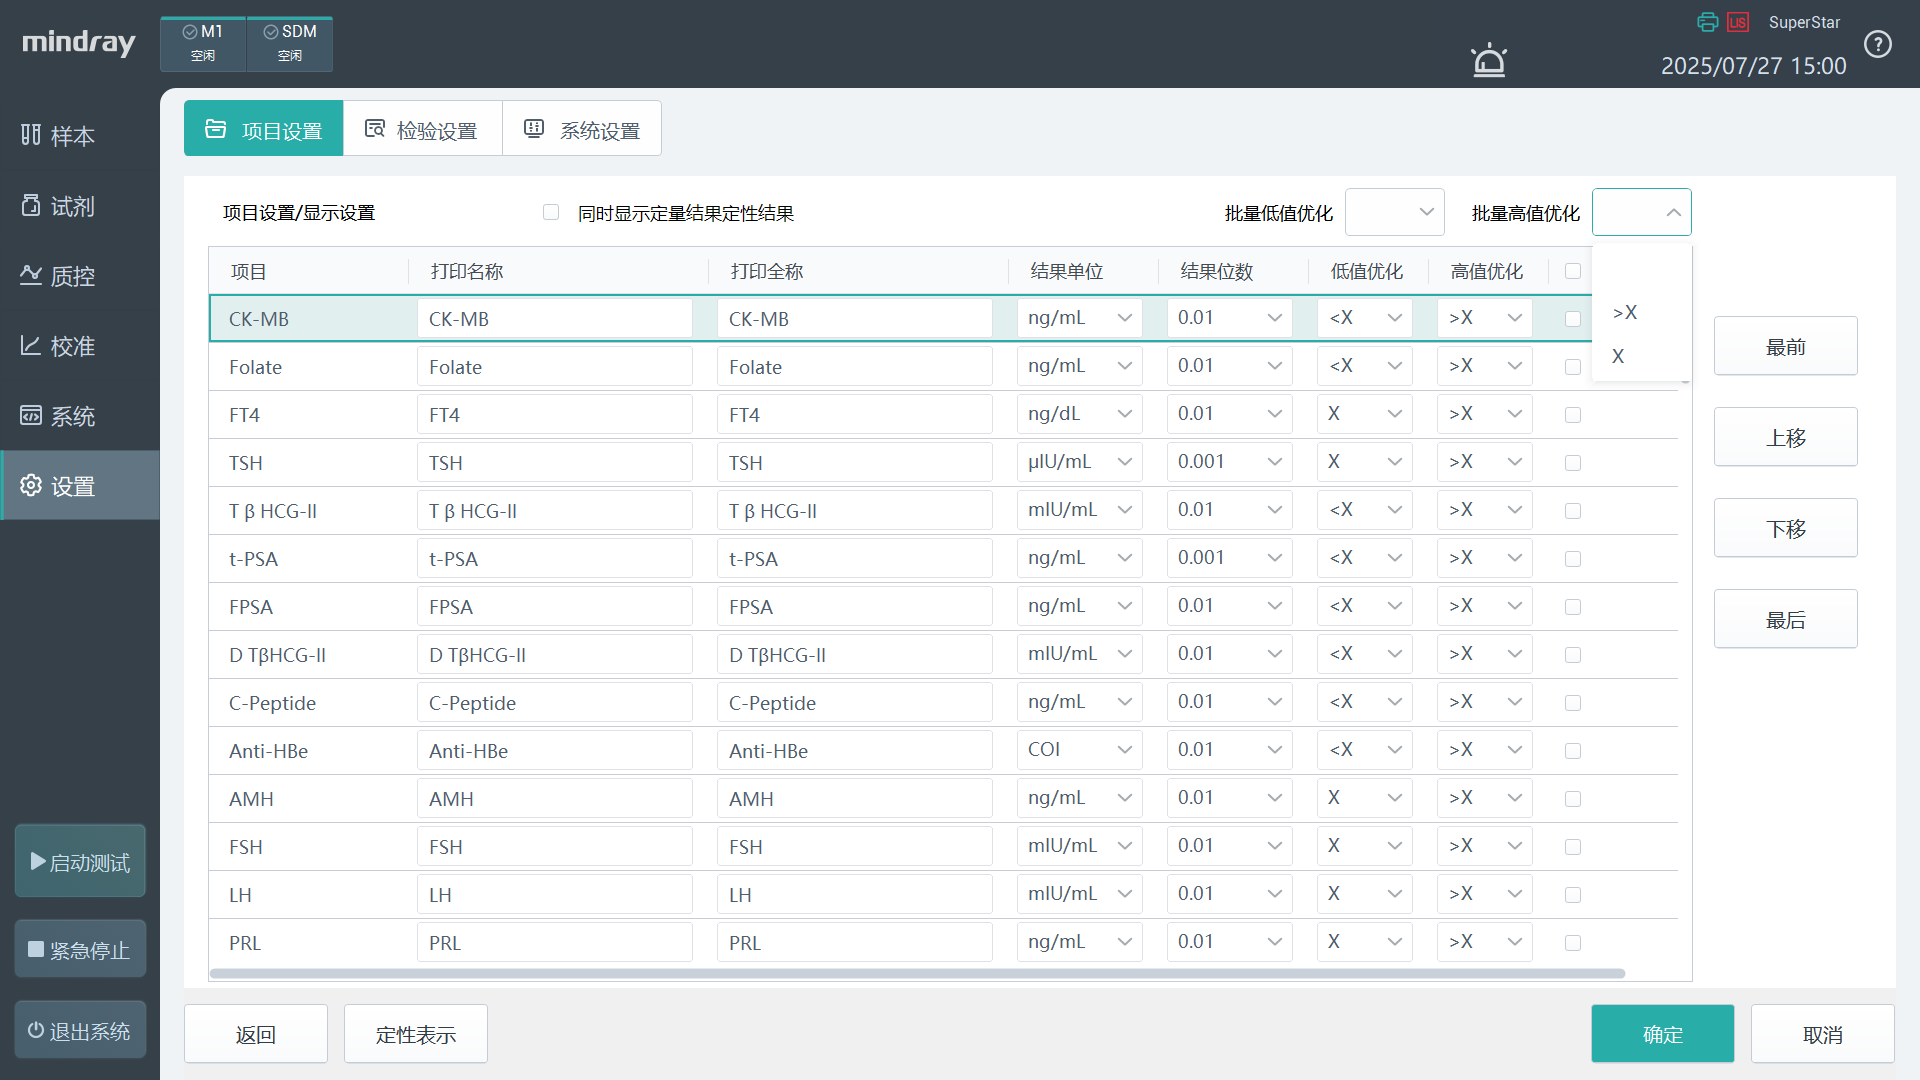 mindray
M1
空闲
SDM
空闲
LIS
SuperStar
2025/07/27 15:00
样本
试剂
质控
校准
系统
设置
启动测试
紧急停止
退出系统
项目设置
检验设置
系统设置
项目设置/显示设置
同时显示定量结果定性结果
批量低值优化
批量高值优化
>X
X
项目 打印名称 打印全称 结果单位 结果位数 低值优化 高值优化
CK-MB CK-MB CK-MB ng/mL 0.01 <X >X
Folate Folate Folate ng/mL 0.01 <X >X
FT4 FT4 FT4 ng/dL 0.01 X >X
TSH TSH TSH µIU/mL 0.001 X >X
T β HCG-II T β HCG-II T β HCG-II mIU/mL 0.01 <X >X
t-PSA t-PSA t-PSA ng/mL 0.001 <X >X
FPSA FPSA FPSA ng/mL 0.01 <X >X
D TβHCG-II D TβHCG-II D TβHCG-II mIU/mL 0.01 <X >X
C-Peptide C-Peptide C-Peptide ng/mL 0.01 <X >X
Anti-HBe Anti-HBe Anti-HBe COI 0.01 <X >X
AMH AMH AMH ng/mL 0.01 X >X
FSH FSH FSH mIU/mL 0.01 X >X
LH LH LH mIU/mL 0.01 X >X
PRL PRL PRL ng/mL 0.01 X >X
最前
上移
下移
最后
返回
定性表示
确定
取消